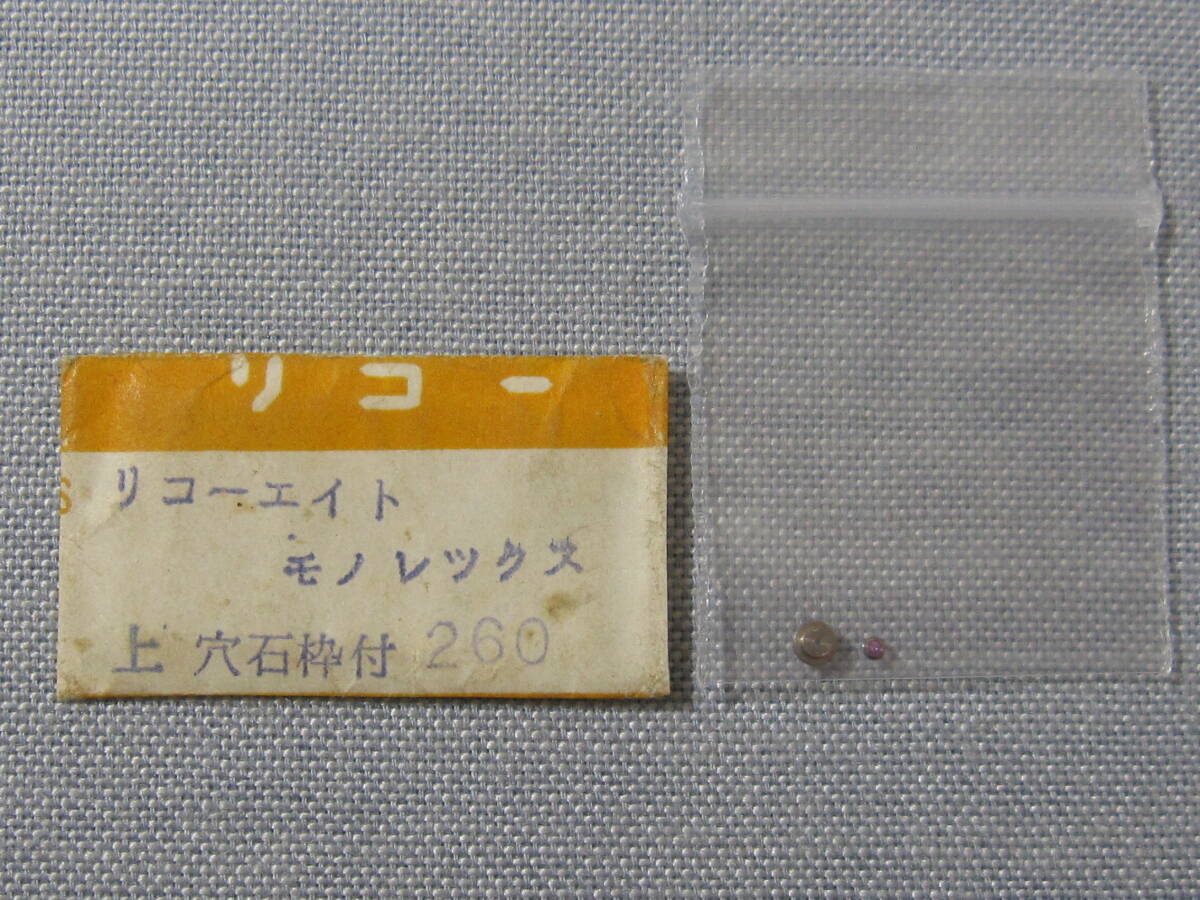 リコー
リコーエイト
モノレックス
上 穴石枠付 260